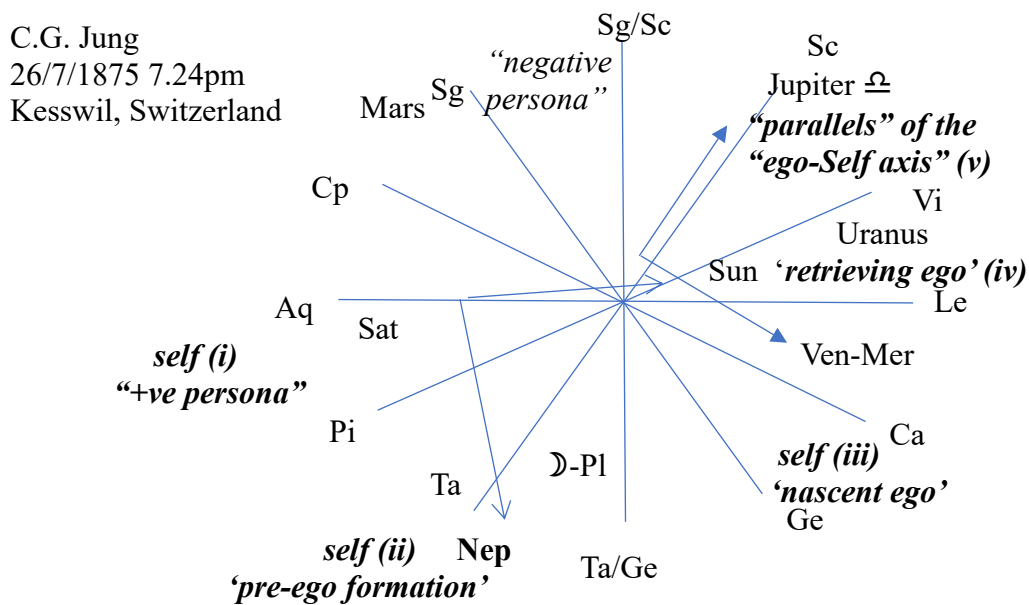 C.G. Jung
26/7/1875 7.24pm
Kesswil, Switzerland
Sg/Sc
“negative
persona”
Sc
Jupiter ♎
“parallels” of the
“ego-Self axis” (v)
Mars
Sg
Cp
Vi
Uranus
Sun ‘retrieving ego’ (iv)
Aq
Sat
Le
self (i)
“+ve persona”
Ven-Mer
Pi
Ca
self (iii)
‘nascent ego’
Ge
Ta
☽-Pl
self (ii) Nep
‘pre-ego formation’
Ta/Ge